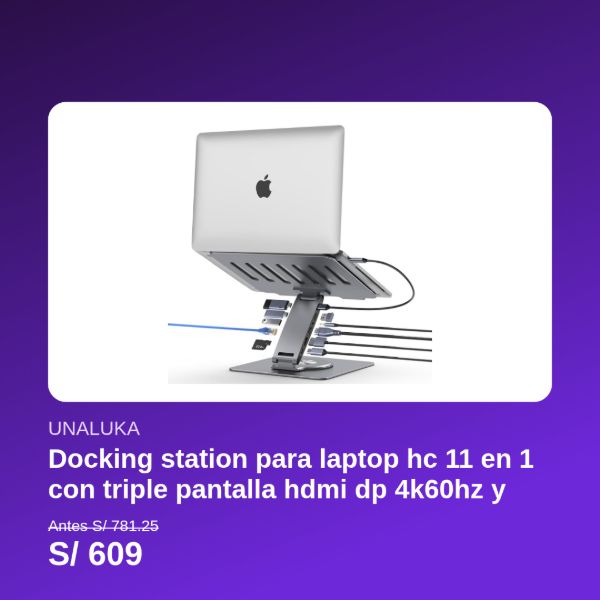 UNALUKA
Docking station para laptop hc 11 en 1
con triple pantalla hdmi dp 4k60hz y
Antes S/ 781.25
S/ 609